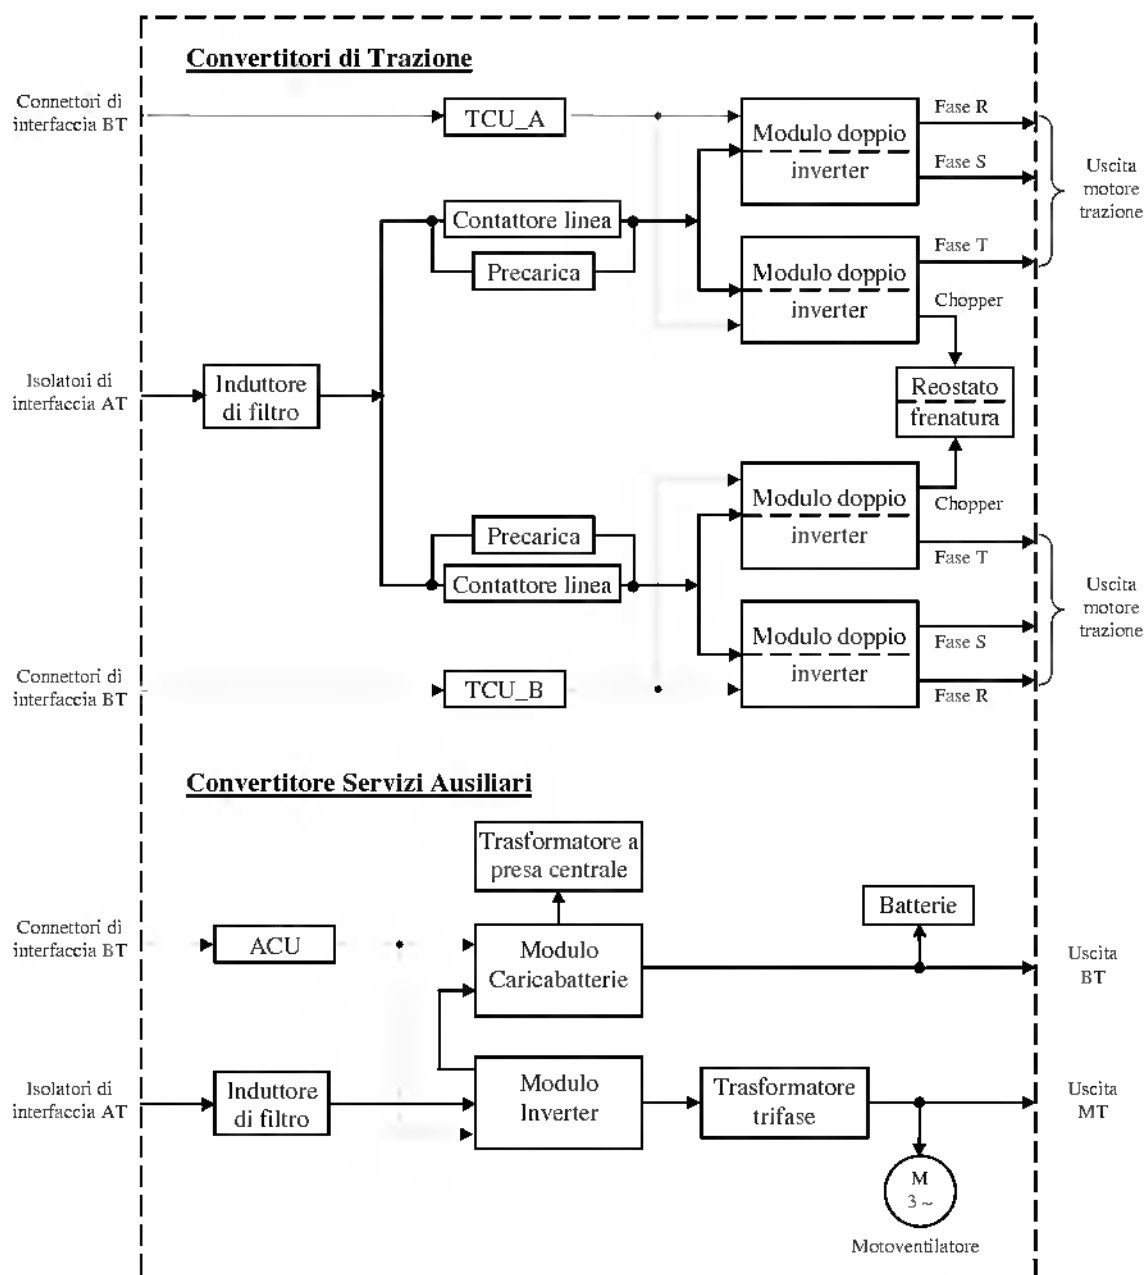 Convertitori di Trazione
Connettori di
interfaccia BT
TCU_A
Modulo doppio
inverter
Fase R
Fase S
Uscita
motore
trazione
Contattore linea
Precarica
Modulo doppio
inverter
Fase T
Chopper
Isolatori di
interfaccia AT
Induttore
di filtro
Reostato
frenatura
Modulo doppio
inverter
Chopper
Fase T
Precarica
Contattore linea
Uscita
motore
trazione
Modulo doppio
inverter
Fase S
Fase R
Connettori di
interfaccia BT
TCU_B
Convertitore Servizi Ausiliari
Trasformatore a
presa centrale
Batterie
Connettori di
interfaccia BT
ACU
Modulo
Caricabatterie
Uscita
BT
Isolatori di
interfaccia AT
Induttore
di filtro
Modulo
Inverter
Trasformatore
trifase
Uscita
MT
M
3 ~
Motoventilatore